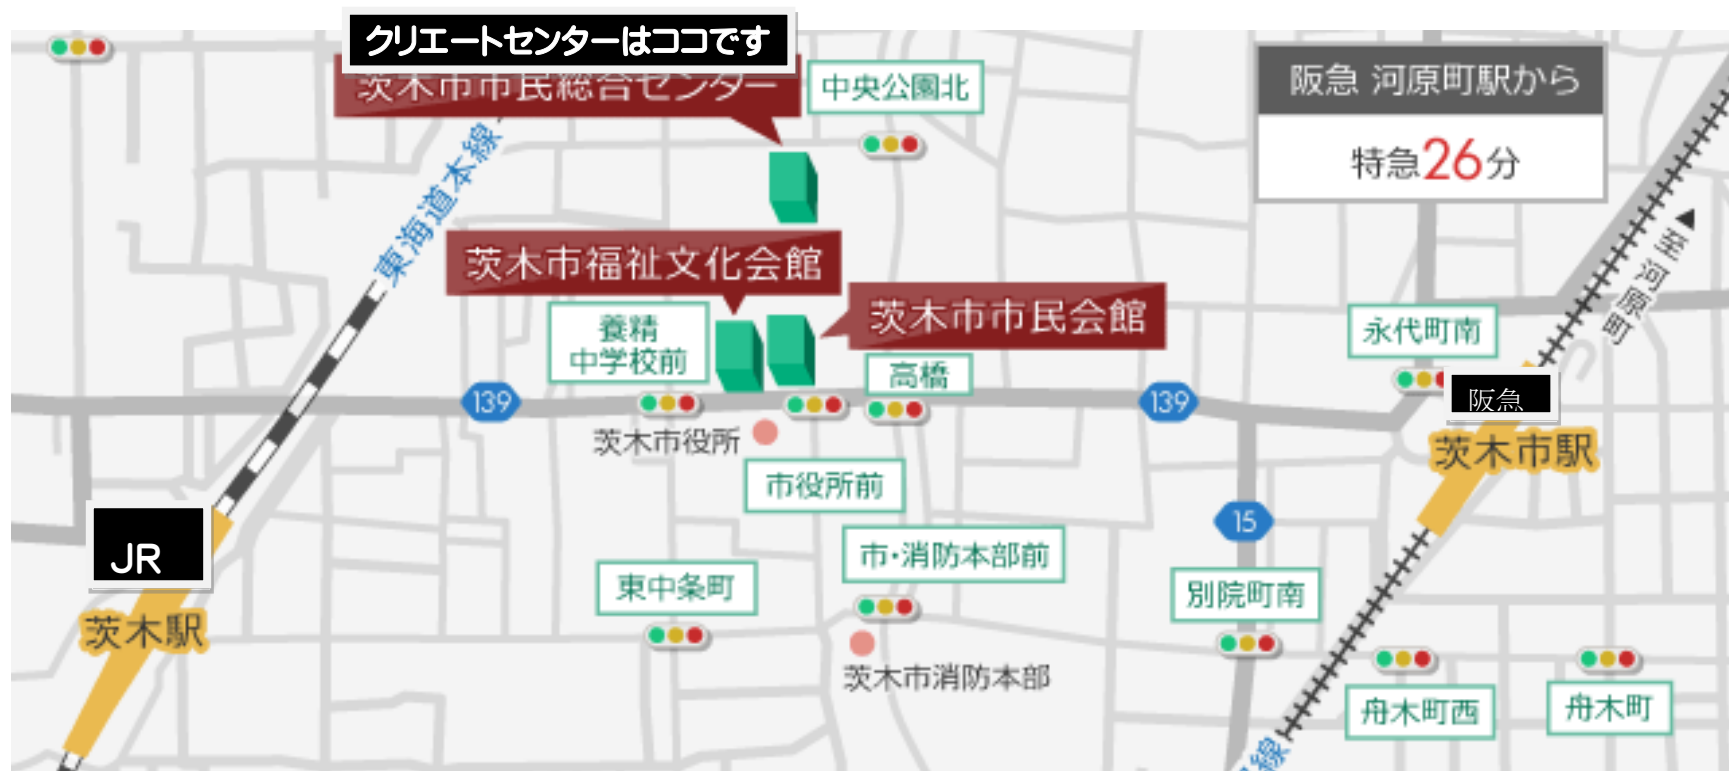 クリエートセンターはココです
茨木市市民総合センター
中央公園北
阪急 河原町駅から
特急26分
東海道本線
至河原町
茨木市福祉文化会館
茨木市市民会館
養精
中学校前
高橋
永代町南
139
139
阪急
茨木市役所
茨木市駅
市役所前
15
JR
市・消防本部前
東中条町
別院町南
茨木駅
茨木市消防本部
舟木町西
舟木町
線